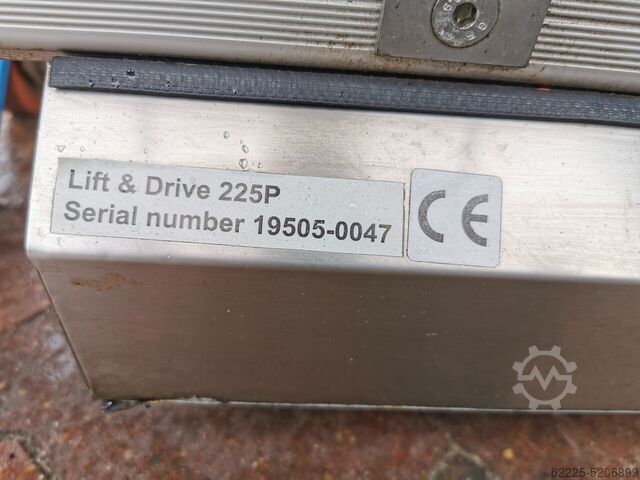 Lift & Drive 225P
Serial number 19505-0047
CE
62225-5206899